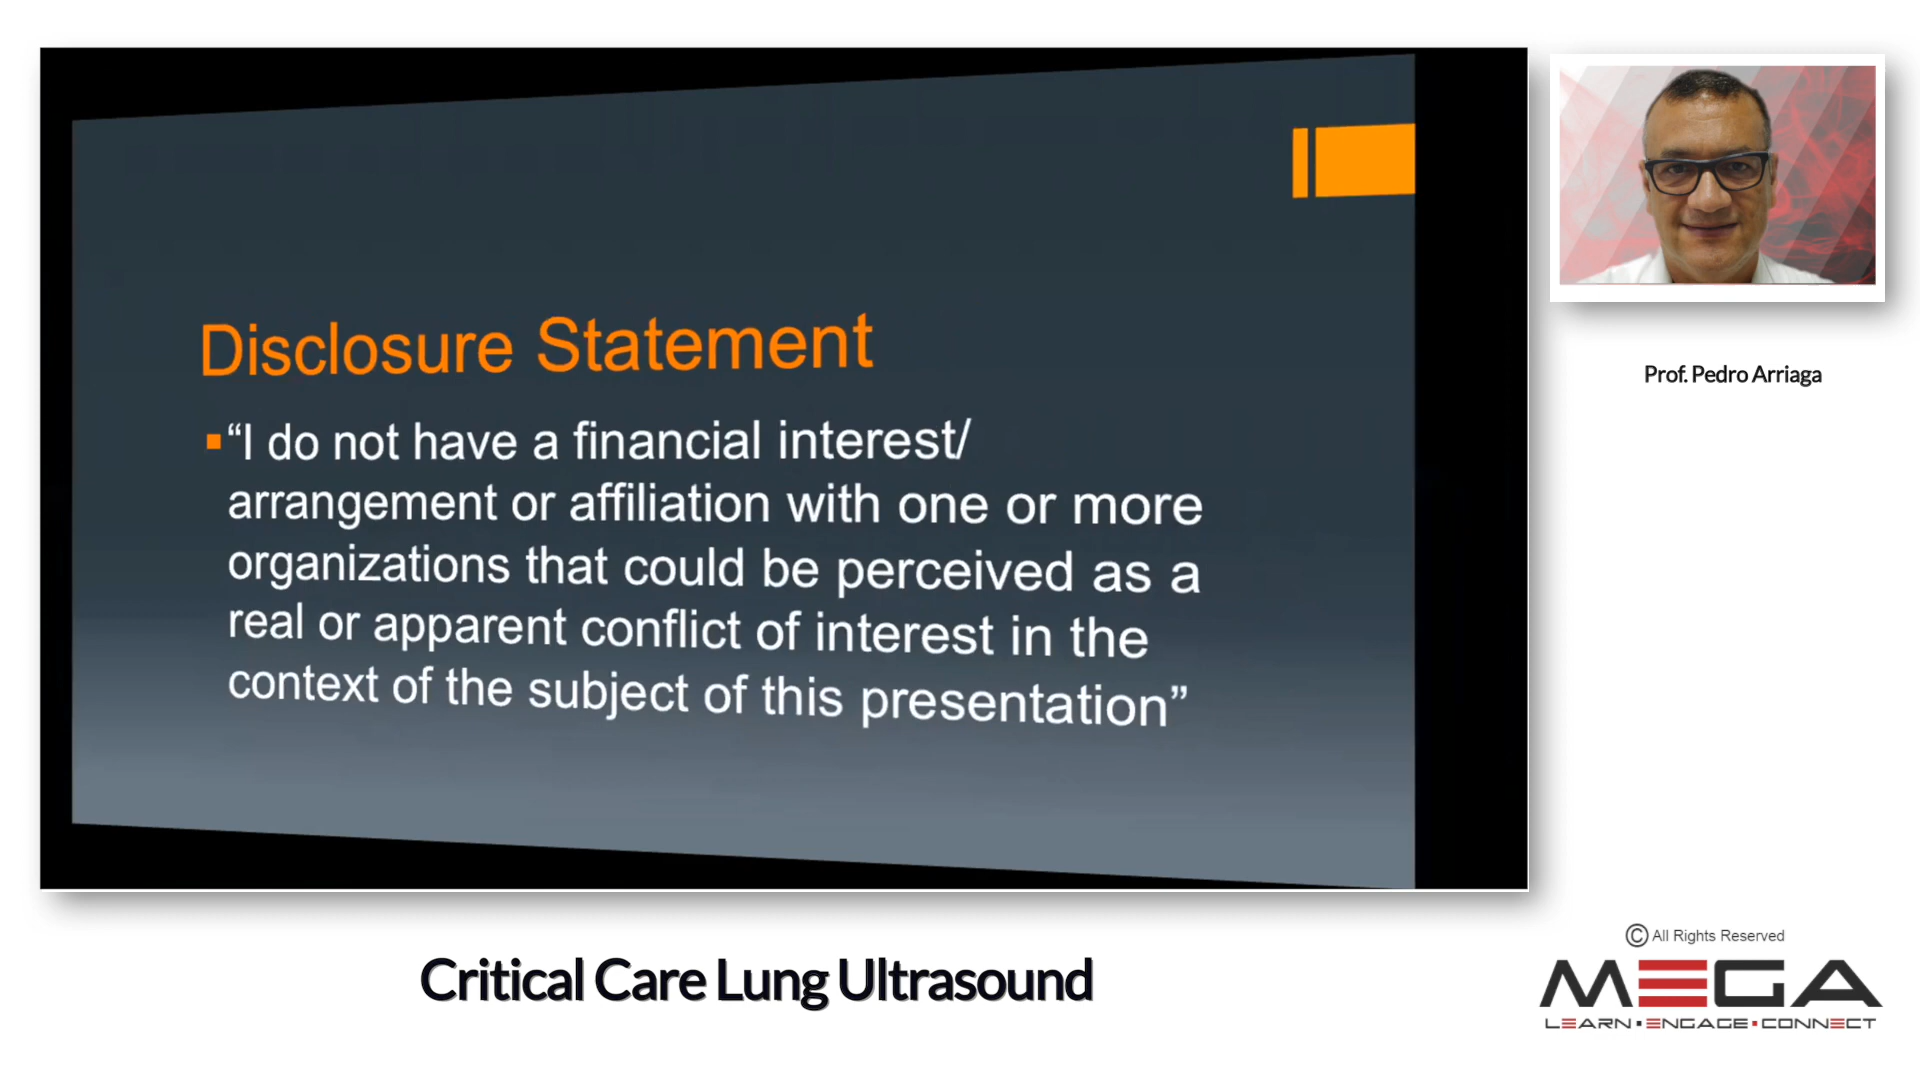 Disclosure Statement
“I do not have a financial interest/
arrangement or affiliation with one or more
organizations that could be perceived as a
real or apparent conflict of interest in the
context of the subject of this presentation”
Prof. Pedro Arriaga
Critical Care Lung Ultrasound
© All Rights Reserved
MEGA
LEARN • ENGAGE • CONNECT